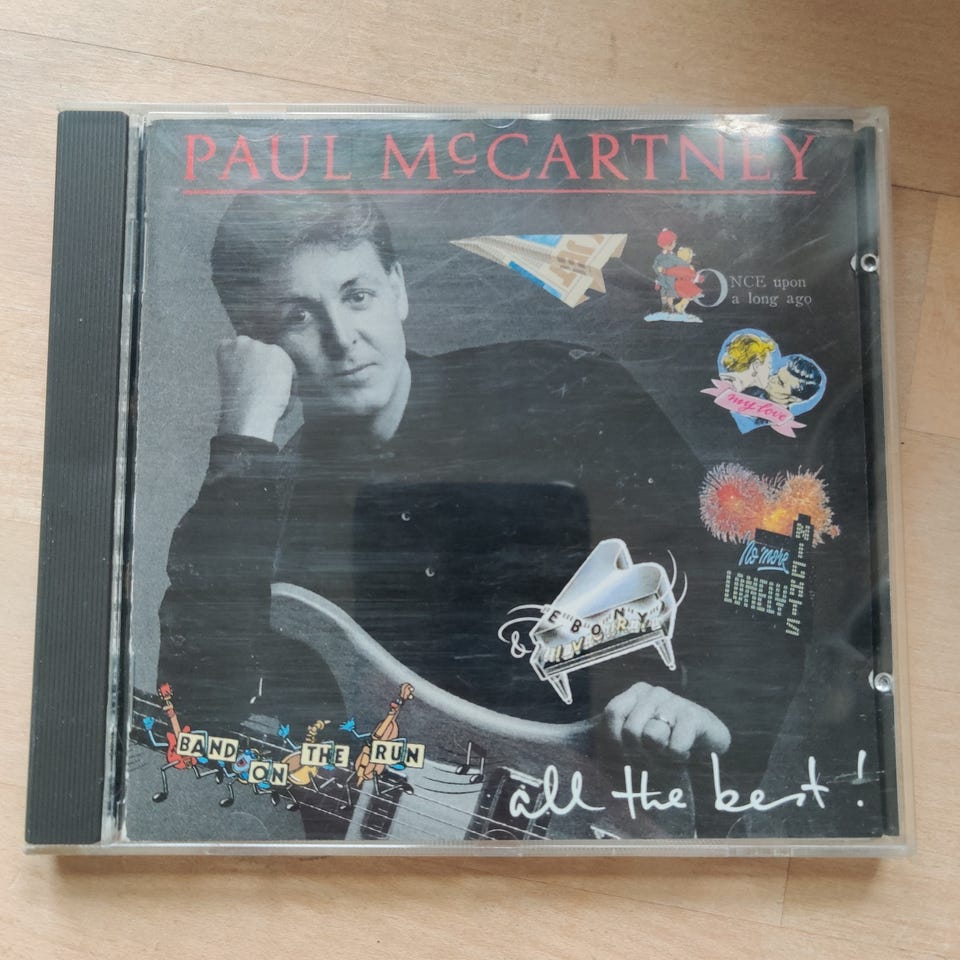 PAUL McCARTNEY
ONCE upon
a long ago
my love
No more
LONELY
NIGHTS
EBONY
& IVORY
BAND ON THE RUN
all the best!